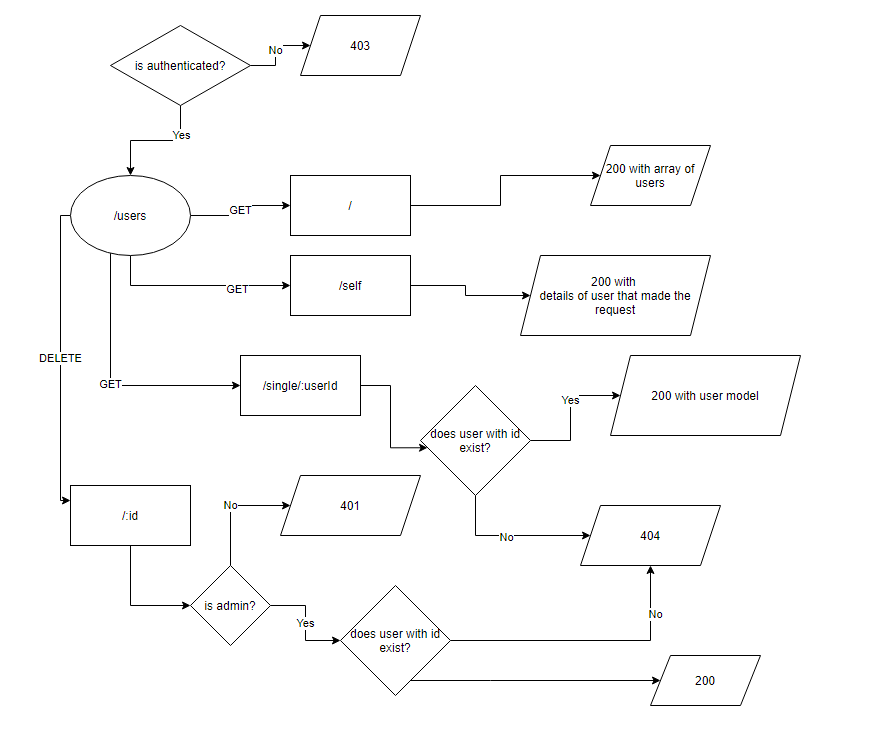 403
No
is authenticated?
Yes
200 with array of
users
/users
GET
/
200 with
details of user that made the
request
GET
/self
DELETE
GET
/single/:userId
200 with user model
Yes
does user with id
exist?
No
401
/:id
No
404
is admin?
Yes
does user with id
exist?
No
200